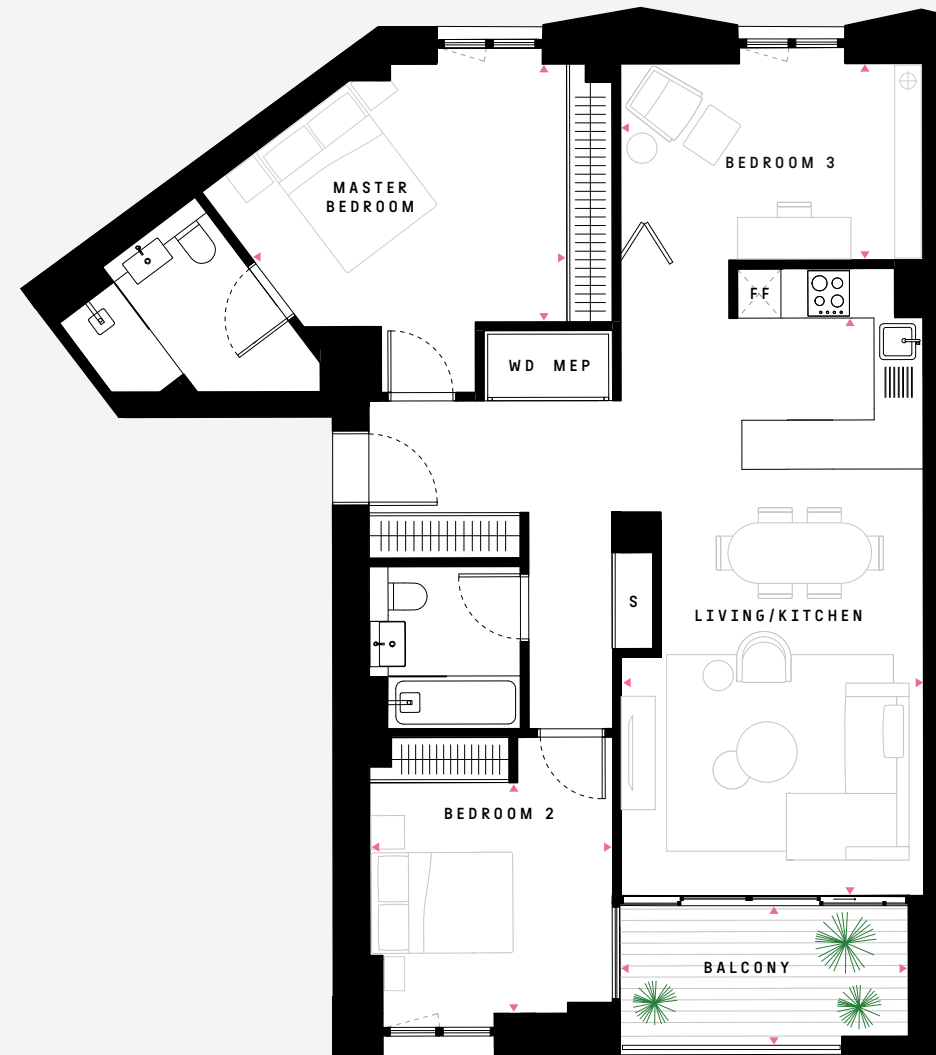 MASTER
BEDROOM
BEDROOM 3
FF
WD MEP
S
LIVING/KITCHEN
BEDROOM 2
BALCONY